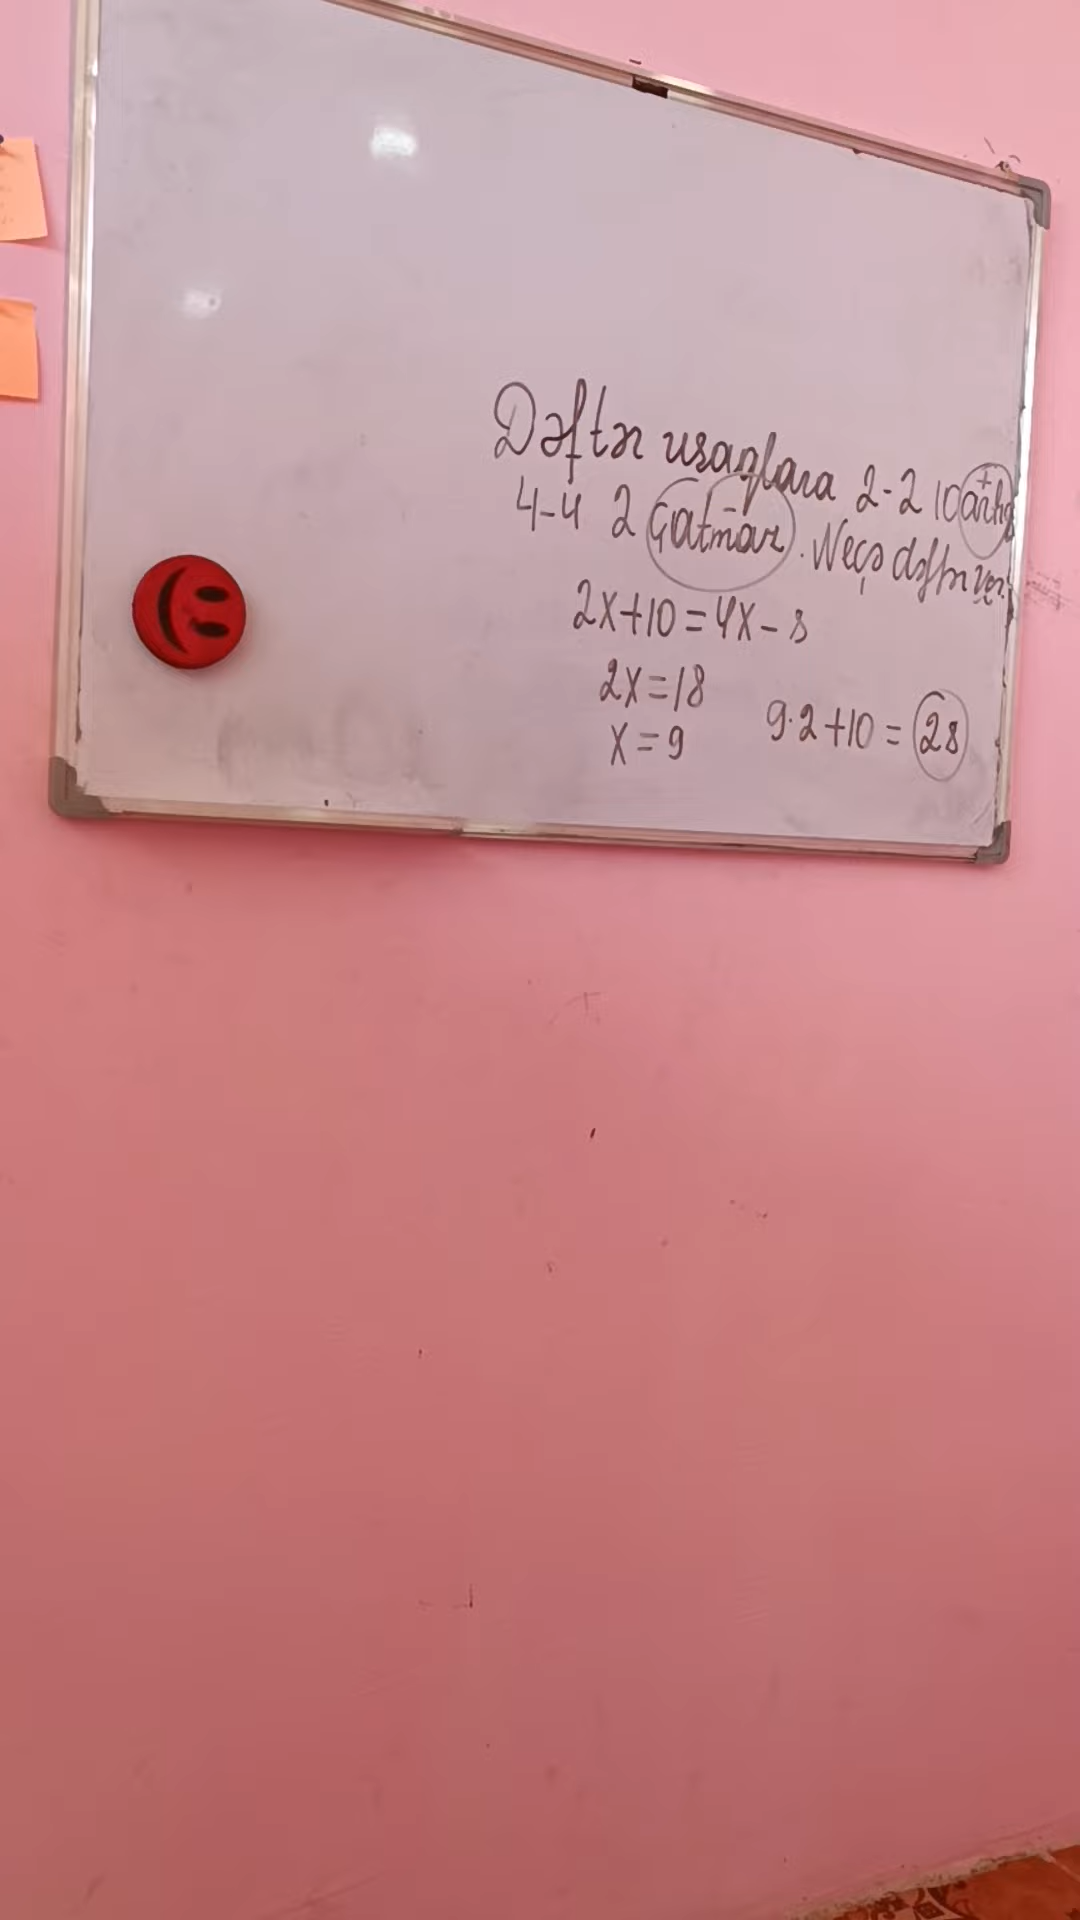 Dəftər uşaqlara 2-2 10 artıq
+
4-4 2 çatmır. Neçə dəftər var.
-
2x+10=4x-8
2x=18
x=9
9·2+10=28